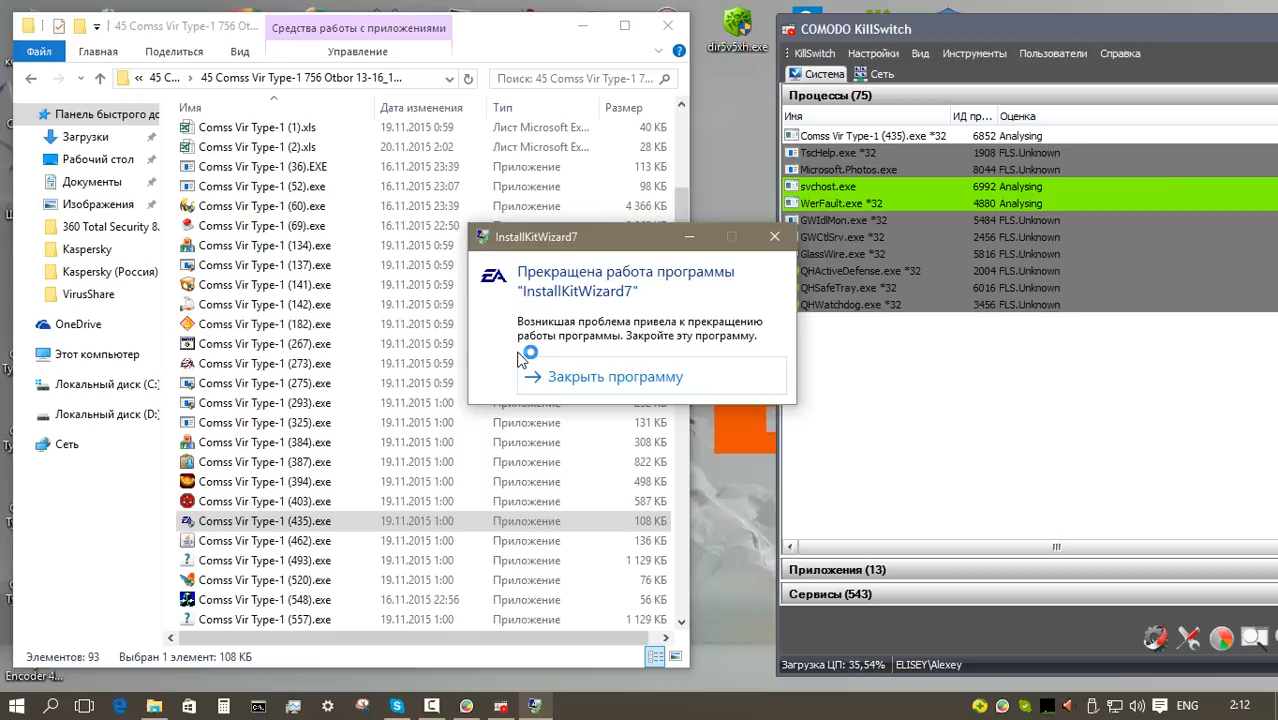 45 Comss Vir Type-1 756 Otbor 13-16_1...
Средства работы с приложениями
Файл
Главная
Поделиться
Вид
Управление
« 45 C... > 45 Comss Vir Type-1 756 Otbor 13-16_1...
Поиск: 45 Comss Vir Type-1 7...
Имя
Дата изменения
Тип
Размер
Панель быстрого до
Загрузки
Рабочий стол
Документы
Изображения
360 Total Security 8.
Kaspersky
Kaspersky (Россия)
VirusShare
OneDrive
Этот компьютер
Локальный диск (C:)
Локальный диск (D:)
Сеть
Comss Vir Type-1 (1).xls 19.11.2015 0:59 Лист Microsoft Ex... 40 КБ
Comss Vir Type-1 (2).xls 20.11.2015 2:02 Лист Microsoft Ex... 28 КБ
Comss Vir Type-1 (36).EXE 16.11.2015 23:39 Приложение 113 КБ
Comss Vir Type-1 (52).exe 16.11.2015 23:07 Приложение 98 КБ
Comss Vir Type-1 (60).exe 16.11.2015 23:39 Приложение 4 366 КБ
Comss Vir Type-1 (69).exe 16.11.2015 22:50 Приложение
Comss Vir Type-1 (134).exe 19.11.2015 0:59
Comss Vir Type-1 (137).exe 19.11.2015 0:59
Comss Vir Type-1 (141).exe 19.11.2015 0:59
Comss Vir Type-1 (142).exe 19.11.2015 0:59
Comss Vir Type-1 (182).exe 19.11.2015 0:59
Comss Vir Type-1 (267).exe 19.11.2015 0:59
Comss Vir Type-1 (273).exe 19.11.2015 0:59
Comss Vir Type-1 (275).exe 19.11.2015 0:59
Comss Vir Type-1 (293).exe 19.11.2015 1:00 Приложение
Comss Vir Type-1 (325).exe 19.11.2015 1:00 Приложение 131 КБ
Comss Vir Type-1 (384).exe 19.11.2015 1:00 Приложение 308 КБ
Comss Vir Type-1 (387).exe 19.11.2015 1:00 Приложение 822 КБ
Comss Vir Type-1 (394).exe 19.11.2015 1:00 Приложение 498 КБ
Comss Vir Type-1 (403).exe 19.11.2015 1:00 Приложение 587 КБ
Comss Vir Type-1 (435).exe 19.11.2015 1:00 Приложение 108 КБ
Comss Vir Type-1 (462).exe 19.11.2015 1:00 Приложение 136 КБ
Comss Vir Type-1 (493).exe 19.11.2015 1:00 Приложение 1 129 КБ
Comss Vir Type-1 (520).exe 19.11.2015 1:00 Приложение 76 КБ
Comss Vir Type-1 (548).exe 16.11.2015 22:56 Приложение 56 КБ
Comss Vir Type-1 (557).exe 19.11.2015 1:00 Приложение 1 129 КБ
Элементов: 93
Выбран 1 элемент: 108 КБ
InstallKitWizard7
EA
Прекращена работа программы
"InstallKitWizard7"
Возникшая проблема привела к прекращению
работы программы. Закройте эту программу.
Закрыть программу
dir5v5xh.exe
COMODO KillSwitch
KillSwitch
Настройки
Вид
Инструменты
Пользователи
Справка
Система
Сеть
Процессы (75)
Имя ИД пр... Оценка
Comss Vir Type-1 (435).exe *32 6852 Analysing
TscHelp.exe *32 1908 FLS.Unknown
Microsoft.Photos.exe 8044 FLS.Unknown
svchost.exe 6992 Analysing
WerFault.exe *32 4880 Analysing
GWIdlMon.exe *32 5484 FLS.Unknown
GWCtlSrv.exe *32 2456 FLS.Unknown
GlassWire.exe *32 5816 FLS.Unknown
QHActiveDefense.exe *32 2004 FLS.Unknown
QHSafeTray.exe *32 6016 FLS.Unknown
QHWatchdog.exe *32 3456 FLS.Unknown
Приложения (13)
Сервисы (543)
Загрузка ЦП: 35,54%
ELISEY\Alexey
Encoder 4...
ENG
2:12